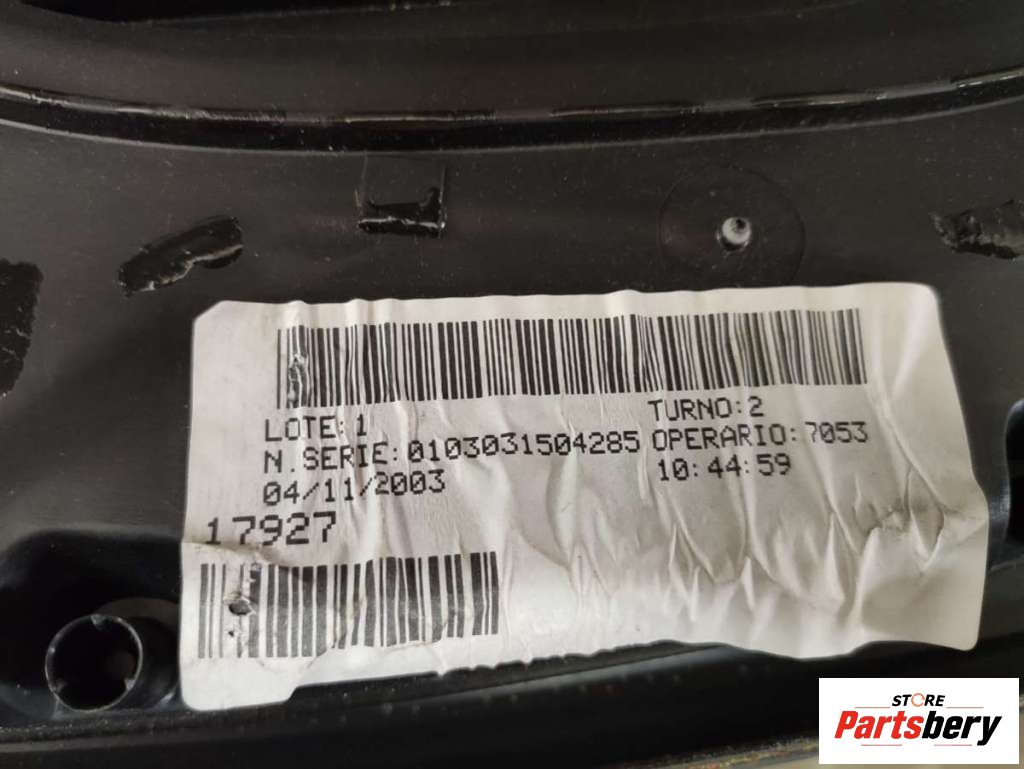 LOTE:1 TURNO:2
N.SERIE:0103031504285 OPERARIO:7053
04/11/2003 10:44:59
17927
STORE
Partsbery